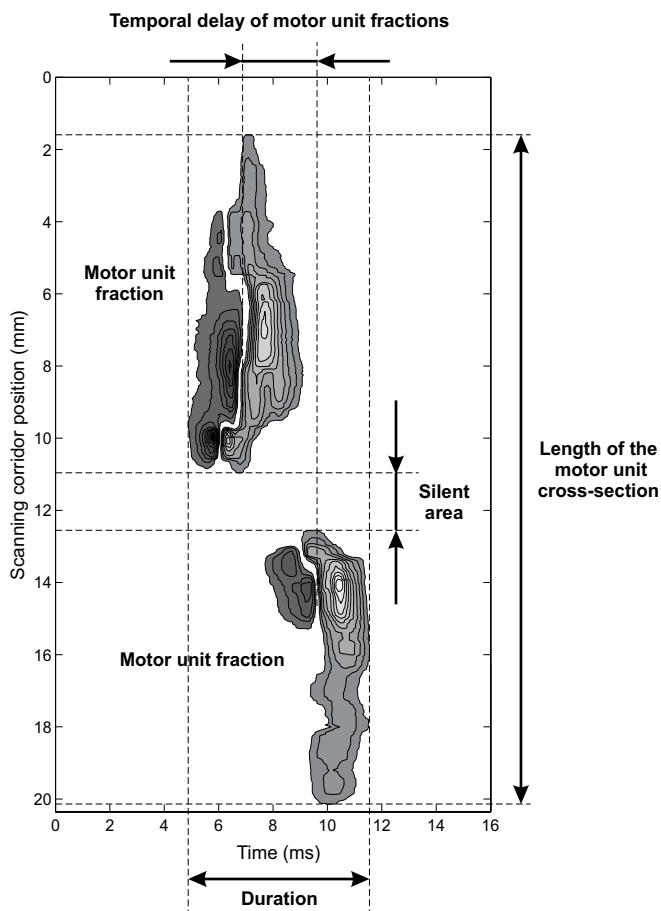 Temporal delay of motor unit fractions
0
2
4
6
8
10
12
14
16
18
20
Scanning corridor position (mm)
Motor unit
fraction
Silent
area
Length of the
motor unit
cross-section
Motor unit fraction
0 2 4 6 8 10 12 14 16
Time (ms)
Duration